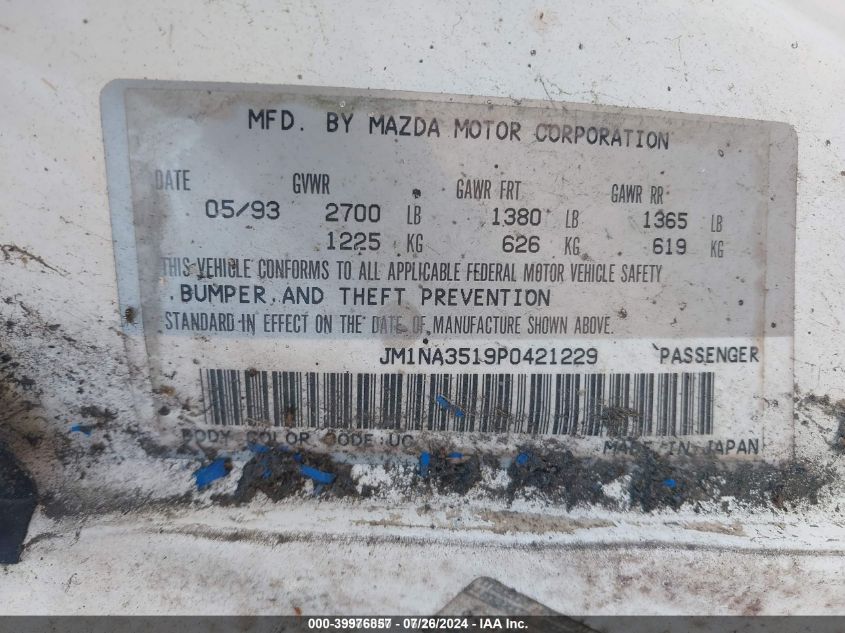 MFD. BY MAZDA MOTOR CORPORATION
DATE GVWR GAWR FRT GAWR RR
05/93 2700 LB 1380 LB 1365 LB
1225 KG 626 KG 619 KG
THIS VEHICLE CONFORMS TO ALL APPLICABLE FEDERAL MOTOR VEHICLE SAFETY
BUMPER AND THEFT PREVENTION
STANDARD IN EFFECT ON THE DATE OF MANUFACTURE SHOWN ABOVE.
JM1NA3519P0421229 PASSENGER
BODY COLOR CODE:UC MADE IN JAPAN
000-39976857 - 07/26/2024 - IAA Inc.